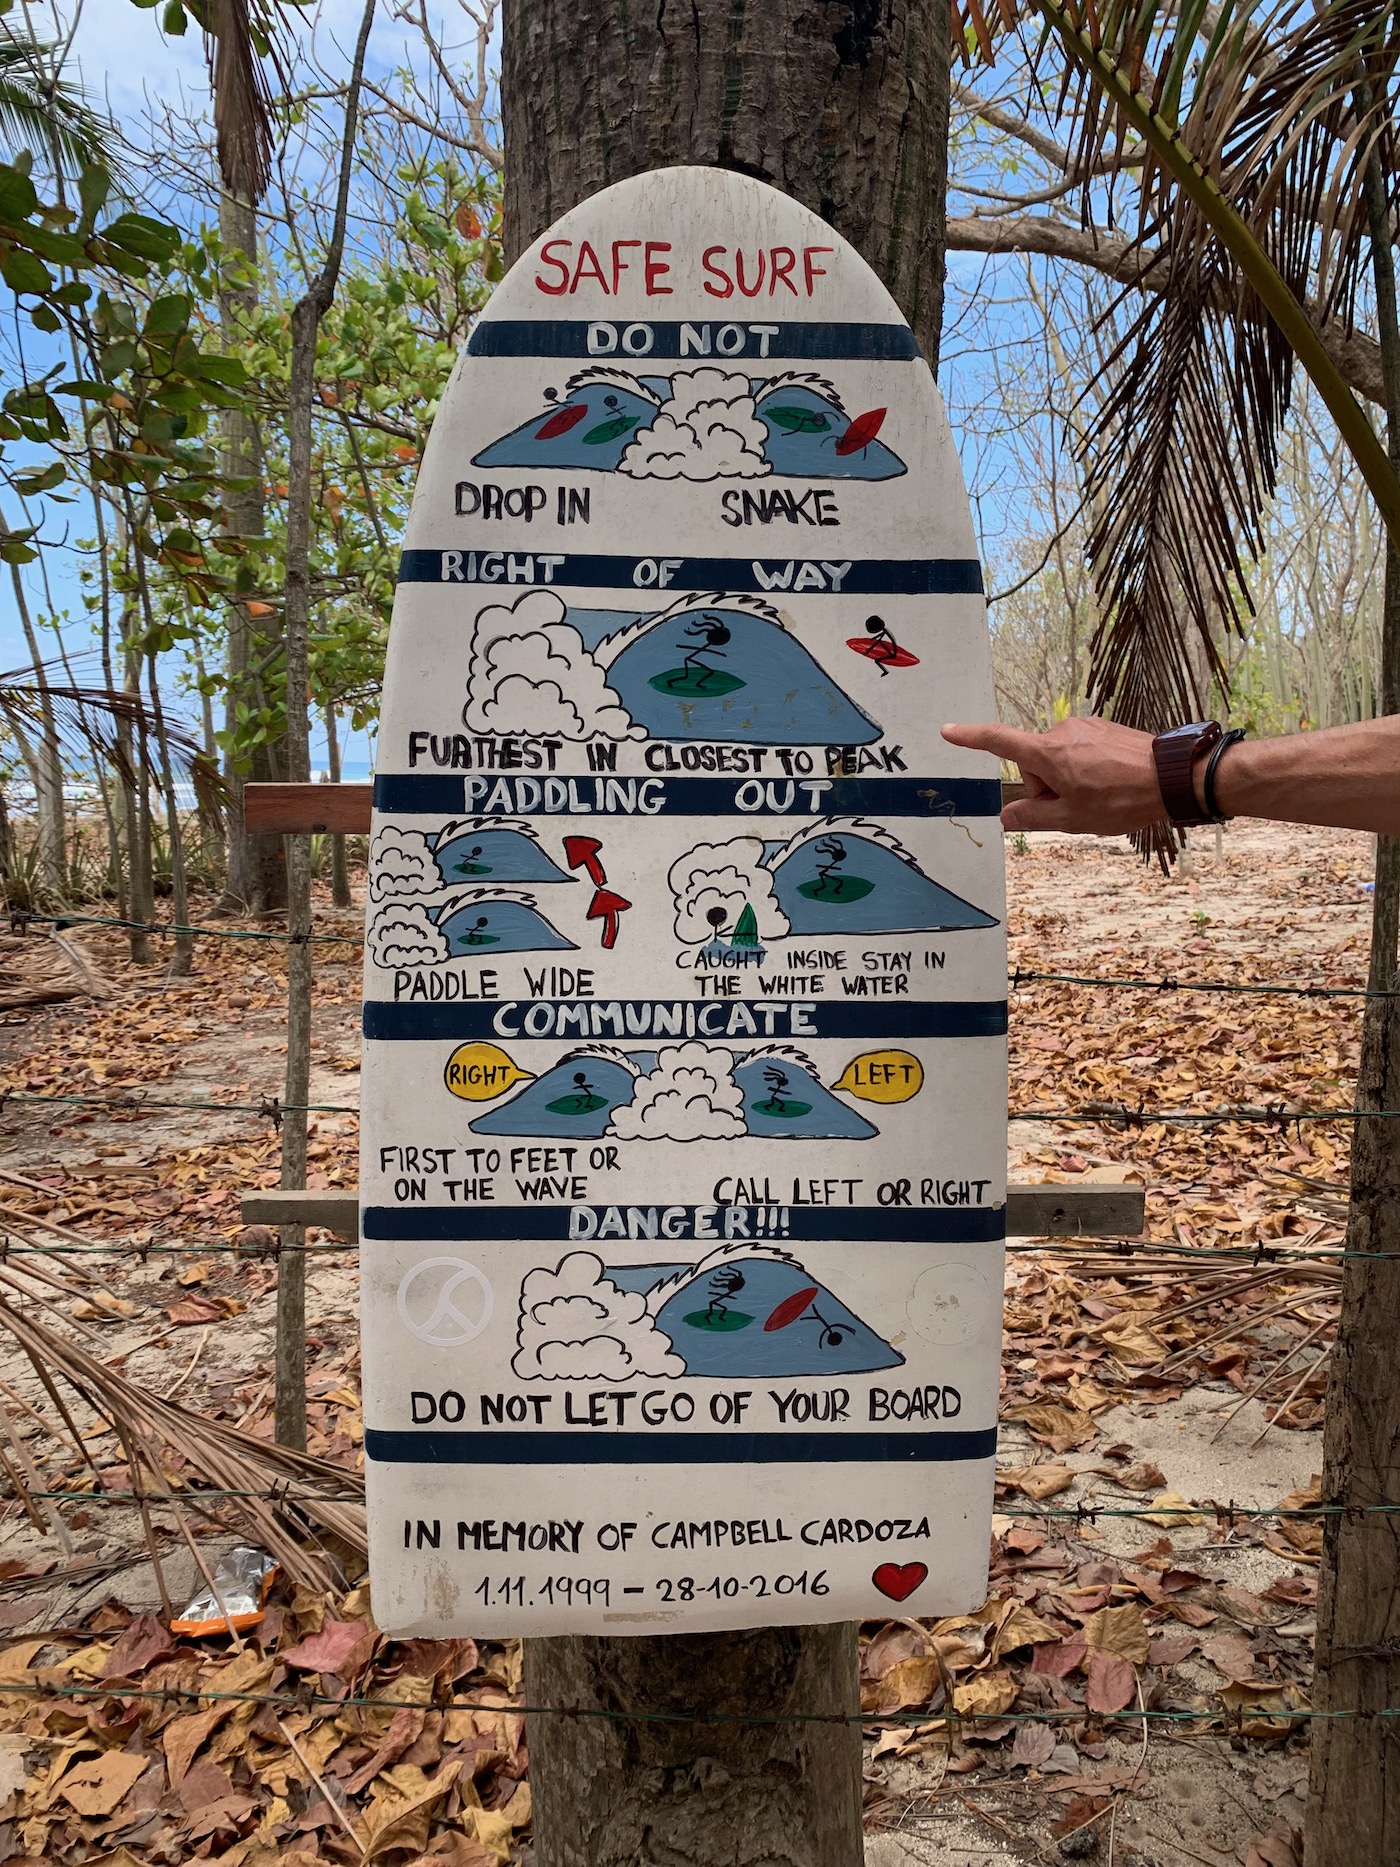 SAFE SURF
DO NOT
DROP IN SNAKE
RIGHT OF WAY
FURTHEST IN CLOSEST TO PEAK
PADDLING OUT
PADDLE WIDE
CAUGHT INSIDE STAY IN
THE WHITE WATER
COMMUNICATE
RIGHT
LEFT
FIRST TO FEET OR
ON THE WAVE
CALL LEFT OR RIGHT
DANGER!!!
DO NOT LET GO OF YOUR BOARD
IN MEMORY OF CAMPBELL CARDOZA
1.11.1999 – 28-10-2016